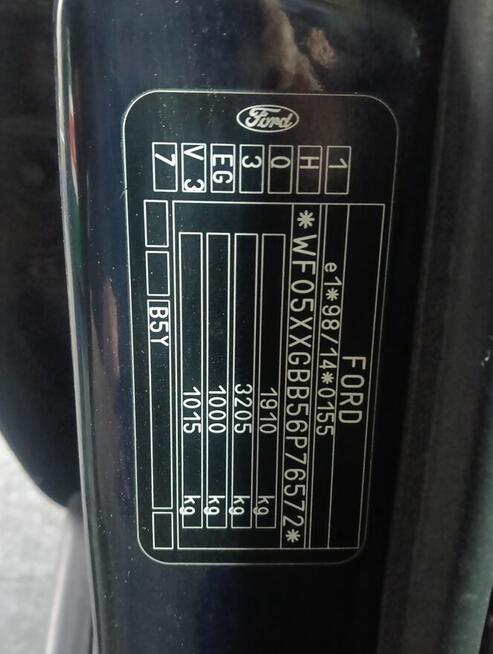 Ford
FORD
e1*98/14*0155
*WF05XXGBB56P76572*
1910 kg
3205 kg
1000 kg
1015 kg
B5Y
1
H
Q
3
EG
V 3
7